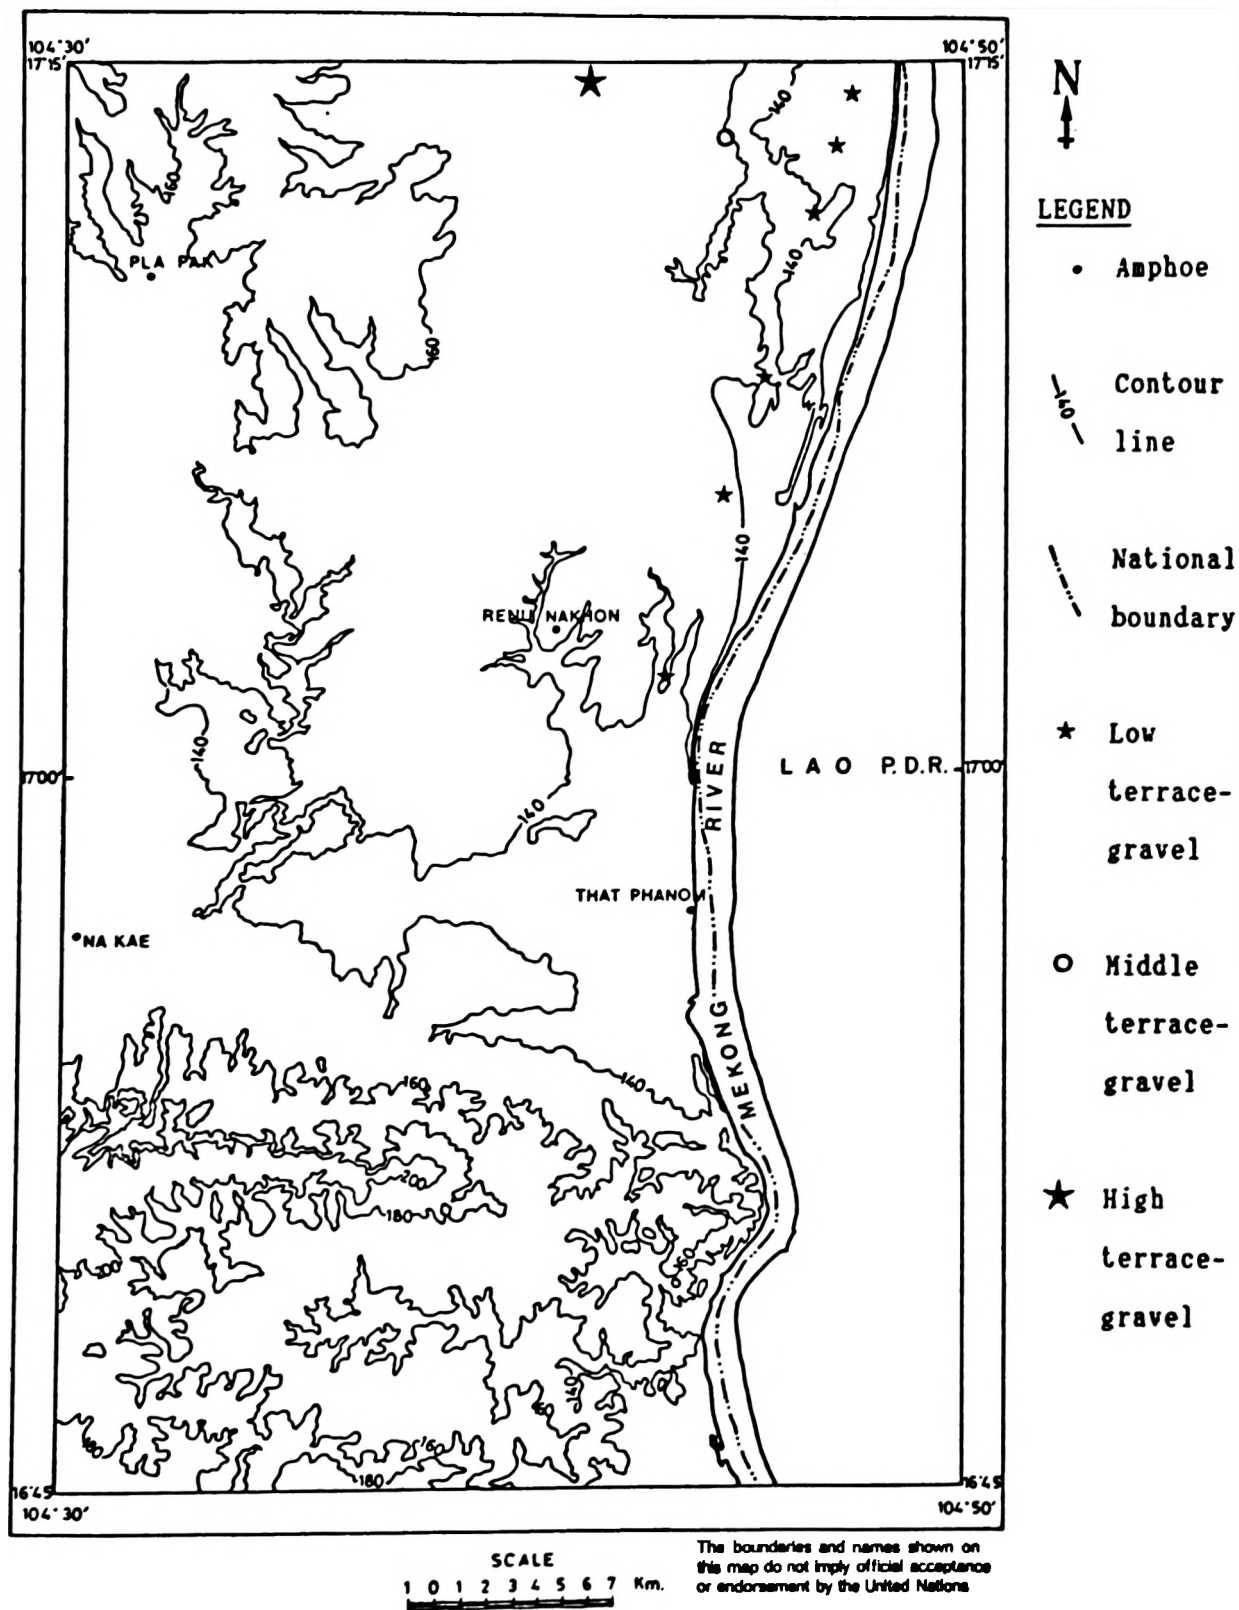 104°30′
104°50′
17°15′
17°15′
N
140
160
LEGEND
PLA PAK
140
Amphoe
160
Contour
140
line
140
National
RENU NAKHON
boundary
140
Low
17°00′
RIVER
LAO P.D.R.
17°00′
terrace-
140
gravel
THAT PHANOM
NA KAE
Middle
MEKONG
terrace-
160
140
gravel
200
180
High
200
160
terrace-
gravel
140
160
180
160
180
16°45
16°45
104°30′
104°50′
SCALE
1 0 1 2 3 4 5 6 7 Km.
The boundaries and names shown on
this map do not imply official acceptance
or endorsement by the United Nations